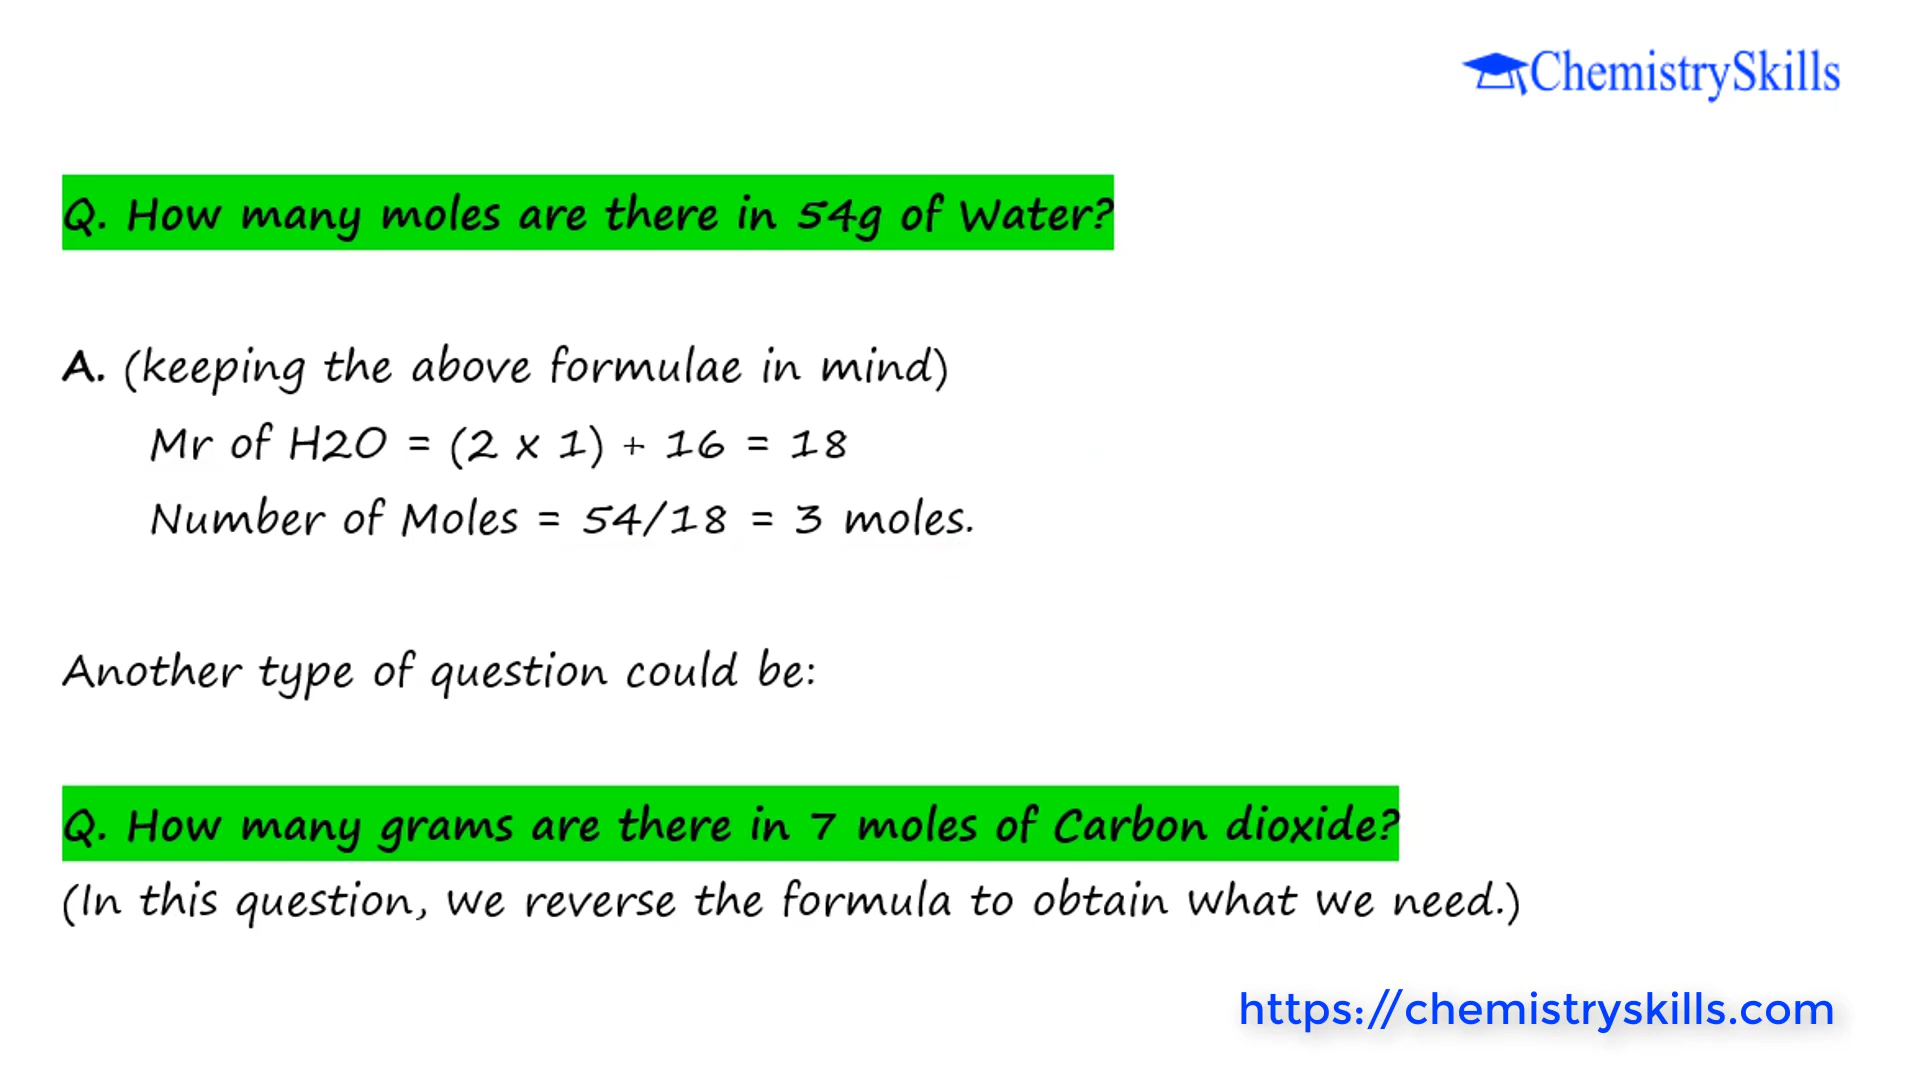 ChemistrySkills
Q. How many moles are there in 54g of Water?
A. (keeping the above formulae in mind)
Mr of H2O = (2 x 1) + 16 = 18
Number of Moles = 54/18 = 3 moles.
Another type of question could be:
Q. How many grams are there in 7 moles of Carbon dioxide?
(In this question, we reverse the formula to obtain what we need.)
https://chemistryskills.com